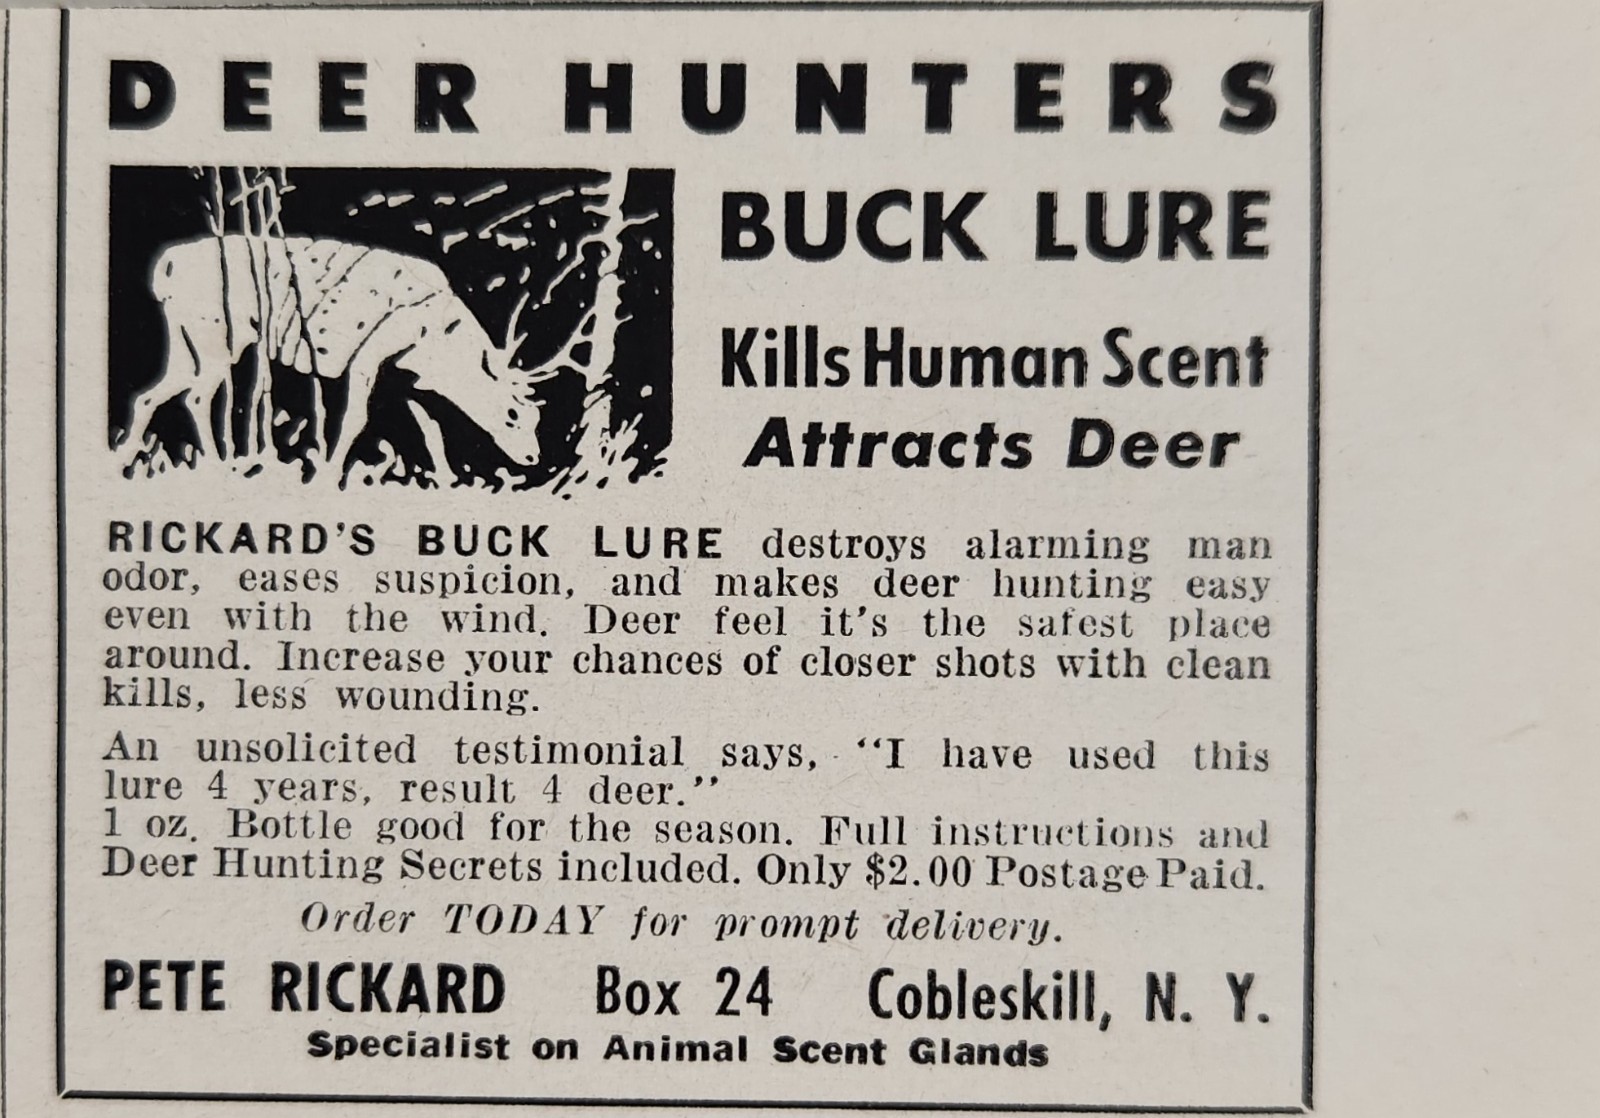 DEER HUNTERS
BUCK LURE
Kills Human Scent
Attracts Deer
RICKARD'S BUCK LURE destroys alarming man
odor, eases suspicion, and makes deer hunting easy
even with the wind. Deer feel it's the safest place
around. Increase your chances of closer shots with clean
kills, less wounding.
An unsolicited testimonial says, "I have used this
lure 4 years, result 4 deer."
1 oz. Bottle good for the season. Full instructions and
Deer Hunting Secrets included. Only $2.00 Postage Paid.
Order TODAY for prompt delivery.
PETE RICKARD Box 24 Cobleskill, N. Y.
Specialist on Animal Scent Glands